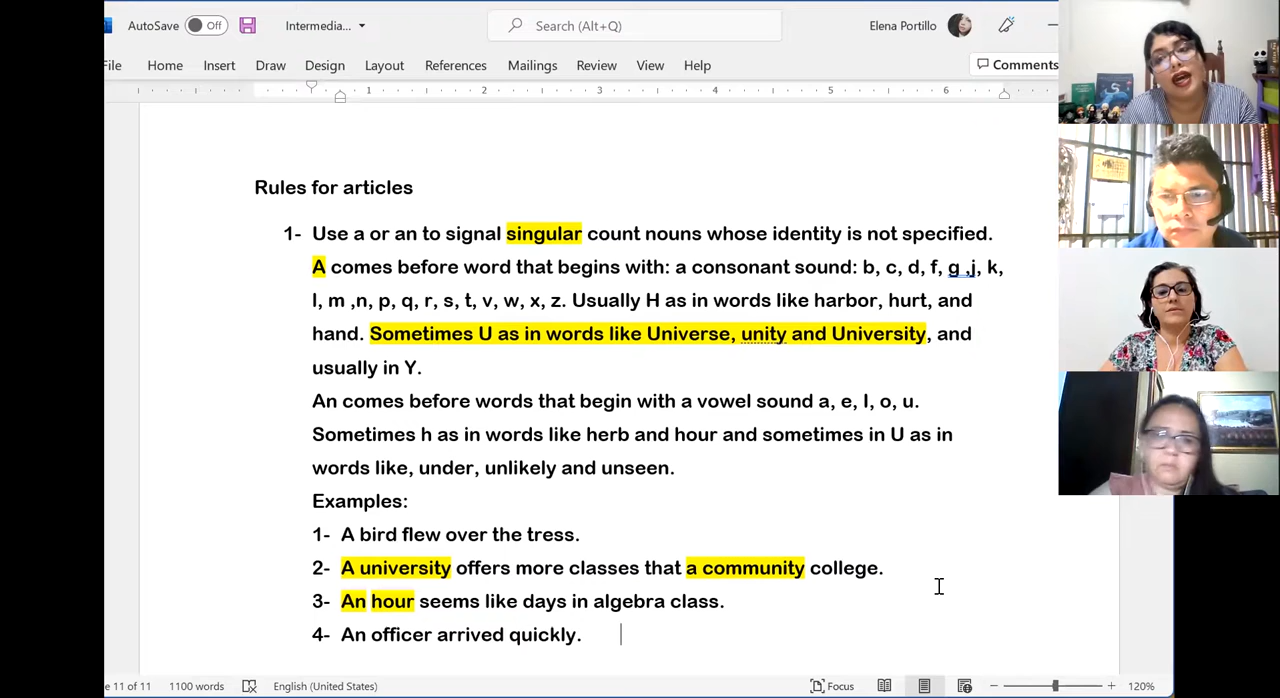 AutoSave Off Intermedia... Search (Alt+Q) Elena Portillo
File Home Insert Draw Design Layout References Mailings Review View Help Comments
1 2 3 4 5 6
Rules for articles
1- Use a or an to signal singular count nouns whose identity is not specified.
A comes before word that begins with: a consonant sound: b, c, d, f, g ,j, k,
l, m ,n, p, q, r, s, t, v, w, x, z. Usually H as in words like harbor, hurt, and
hand. Sometimes U as in words like Universe, unity and University, and
usually in Y.
An comes before words that begin with a vowel sound a, e, I, o, u.
Sometimes h as in words like herb and hour and sometimes in U as in
words like, under, unlikely and unseen.
Examples:
1- A bird flew over the tress.
2- A university offers more classes that a community college.
3- An hour seems like days in algebra class.
4- An officer arrived quickly.
e 11 of 11 1100 words English (United States) Focus 120%